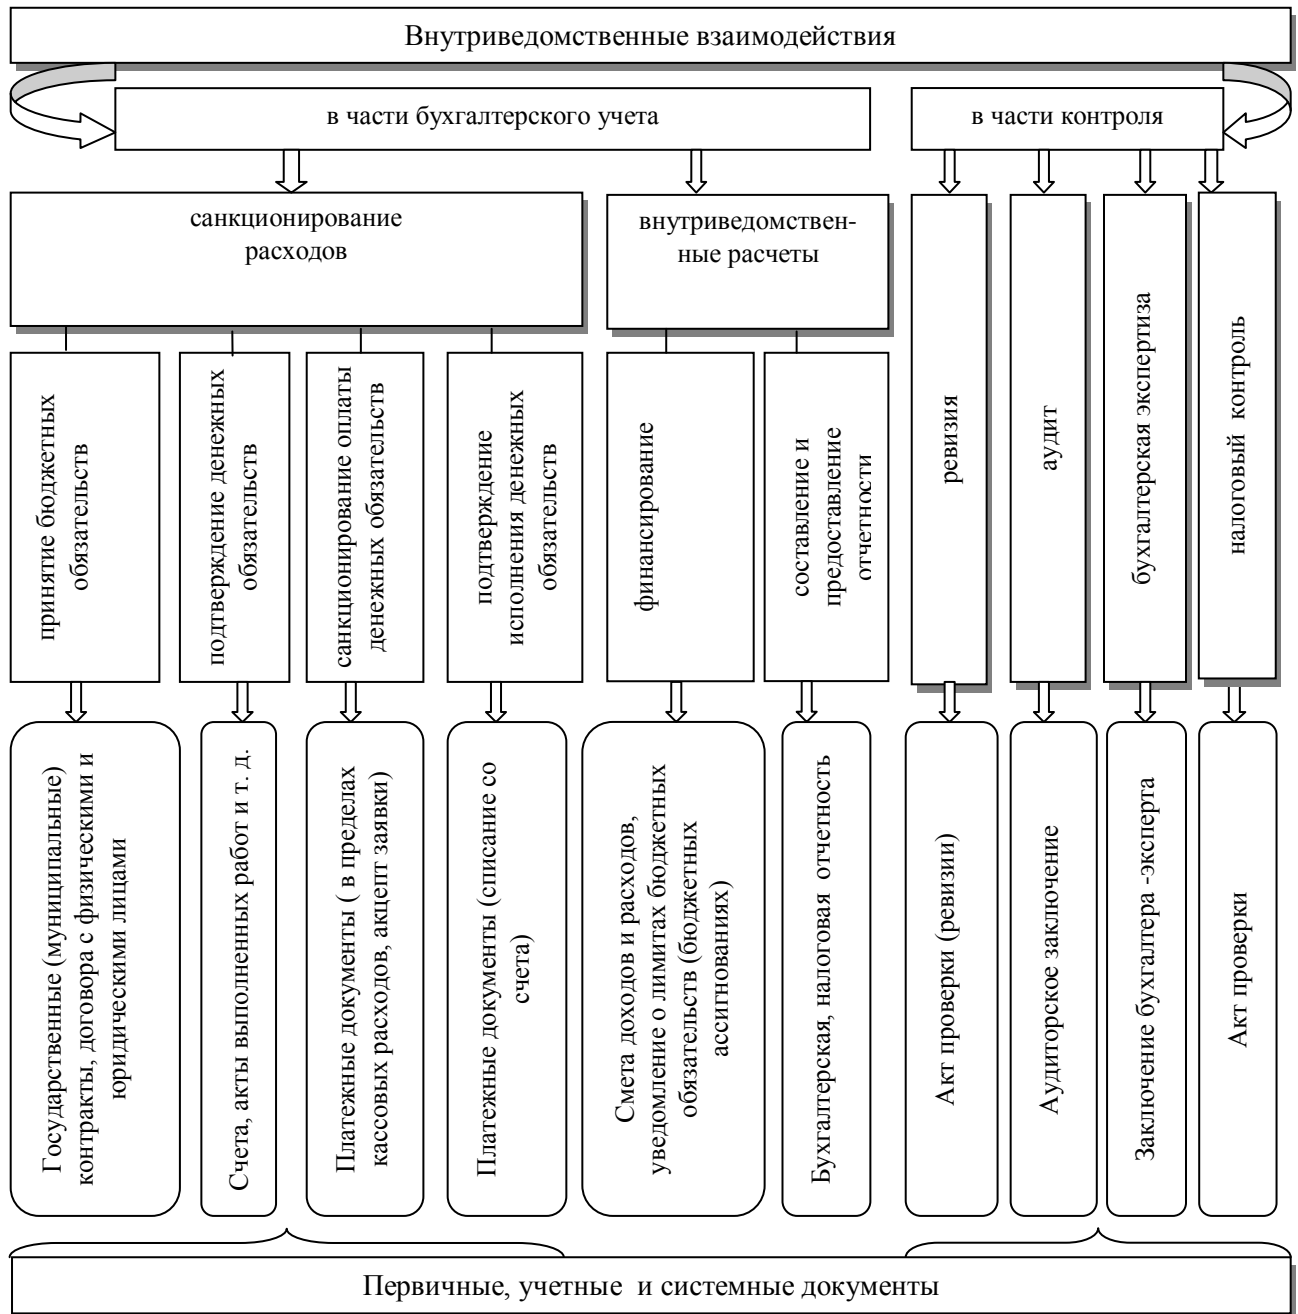 Внутриведомственные взаимодействия
в части бухгалтерского учета
в части контроля
санкционирование
расходов
внутриведомствен-
ные расчеты
принятие бюджетных
обязательств
подтверждение денежных
обязательств
санкционирование оплаты
денежных обязательств
подтверждение
исполнения денежных
обязательств
финансирование
составление и
предоставление
отчетности
ревизия
аудит
бухгалтерская экспертиза
налоговый контроль
Государственные (муниципальные)
контракты, договора с физическими и
юридическими лицами
Счета, акты выполненных работ и т. д.
Платежные документы ( в пределах
кассовых расходов, акцепт заявки)
Платежные документы (списание со
счета)
Смета доходов и расходов,
уведомление о лимитах бюджетных
обязательств (бюджетных
ассигнованиях)
Бухгалтерская, налоговая отчетность
Акт проверки (ревизии)
Аудиторское заключение
Заключение бухгалтера -эксперта
Акт проверки
Первичные, учетные и системные документы